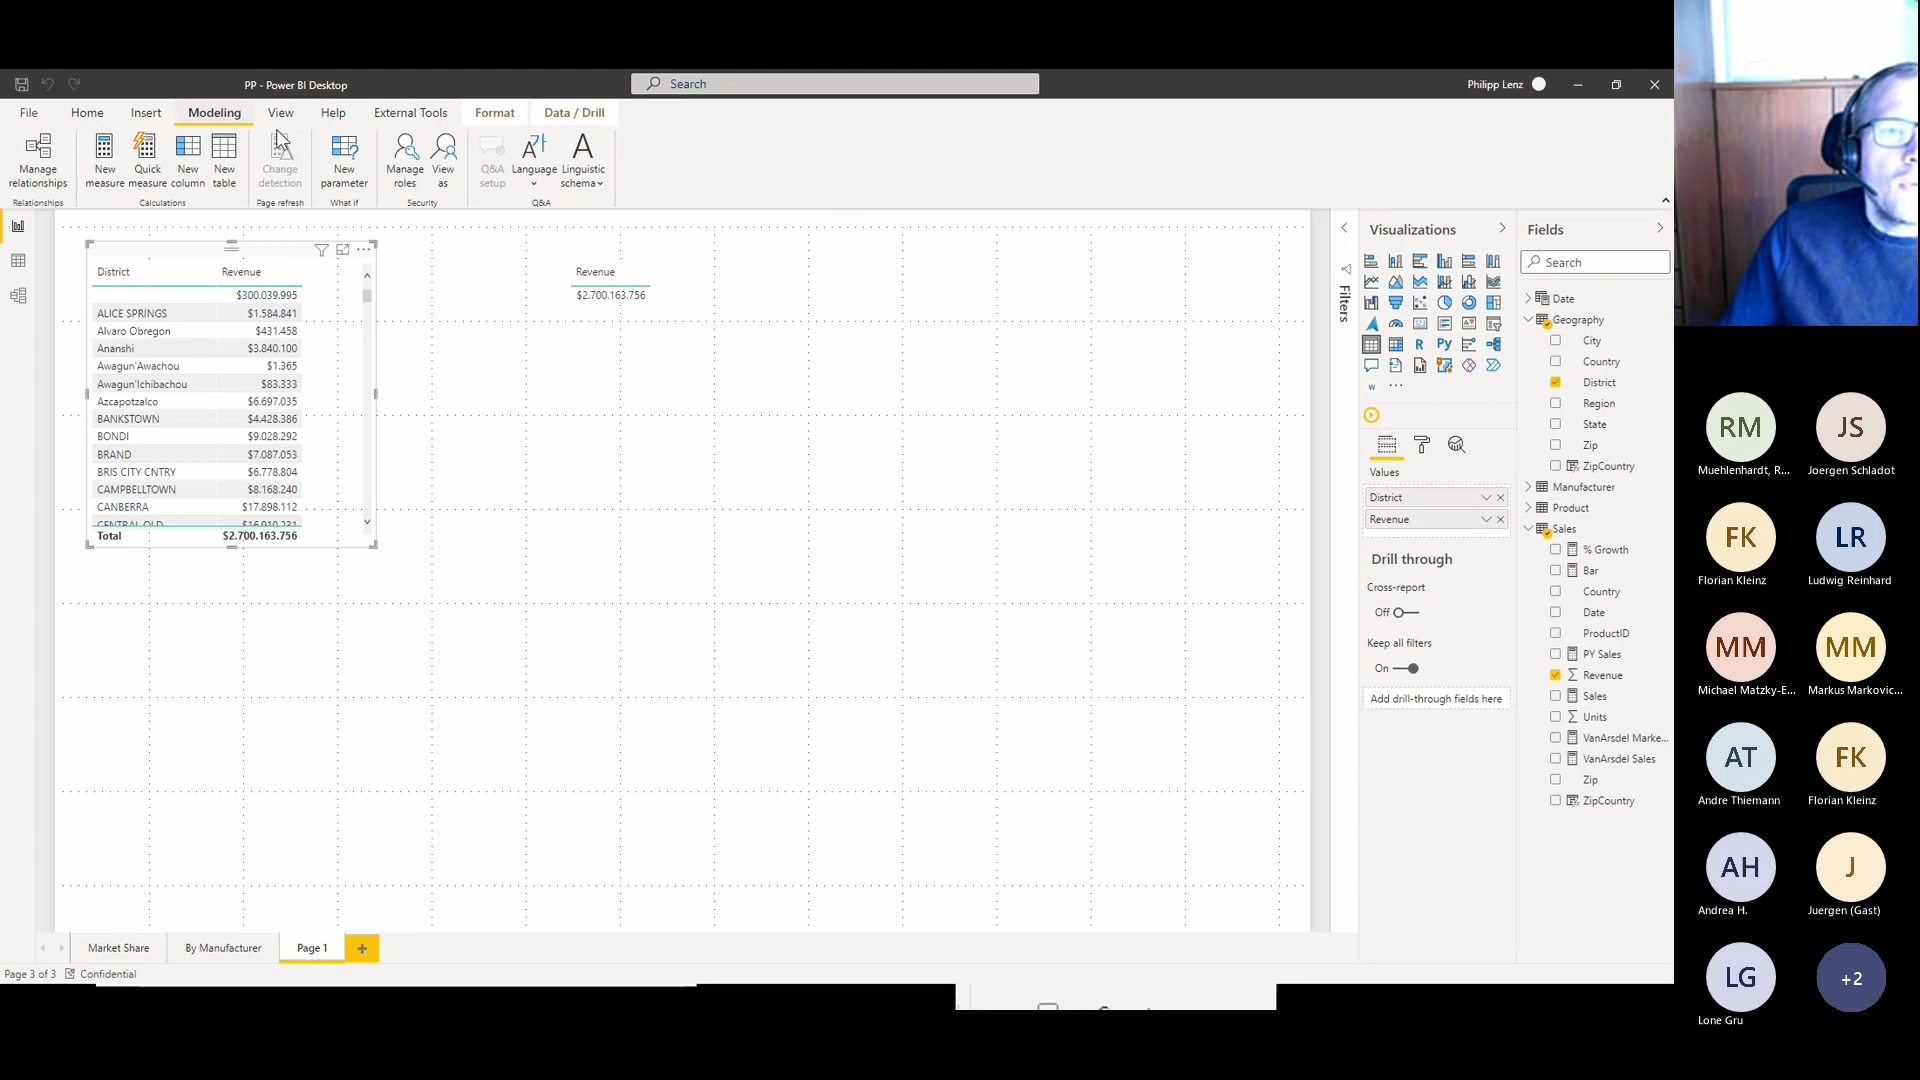 PP - Power BI Desktop
Search
Philipp Lenz
File
Home
Insert
Modeling
View
Help
External Tools
Format
Data / Drill
Manage
relationships
New
measure
Quick
measure
New
column
New
table
Change
detection
New
parameter
Manage
roles
View
as
Q&A
setup
Language
Linguistic
schema
Relationships
Calculations
Page refresh
What if
Security
Q&A
District Revenue
$300.039.995
ALICE SPRINGS $1.584.841
Alvaro Obregon $431.458
Ananshi $3.840.100
Awagun'Awachou $1.365
Awagun'Ichibachou $83.333
Azcapotzalco $6.697.035
BANKSTOWN $4.428.386
BONDI $9.028.292
BRAND $7.087.053
BRIS CITY CNTRY $6.778.804
CAMPBELLTOWN $8.168.240
CANBERRA $17.898.112
CENTRAL QLD $16.910.231
Total $2.700.163.756
Revenue
$2.700.163.756
Filters
Visualizations
R
Py
Values
District
Revenue
Drill through
Cross-report
Off
Keep all filters
On
Add drill-through fields here
Fields
Search
Date
Geography
City
Country
District
Region
State
Zip
ZipCountry
Manufacturer
Product
Sales
% Growth
Bar
Country
Date
ProductID
PY Sales
Revenue
Sales
Units
VanArsdel Marke...
VanArsdel Sales
Zip
ZipCountry
Market Share
By Manufacturer
Page 1
Page 3 of 3
Confidential
RM
Muehlenhardt, R...
JS
Joergen Schladot
FK
Florian Kleinz
LR
Ludwig Reinhard
MM
Michael Matzky-E...
MM
Markus Markovic...
AT
Andre Thiemann
FK
Florian Kleinz
AH
Andrea H.
J
Juergen (Gast)
LG
Lone Gru
+2